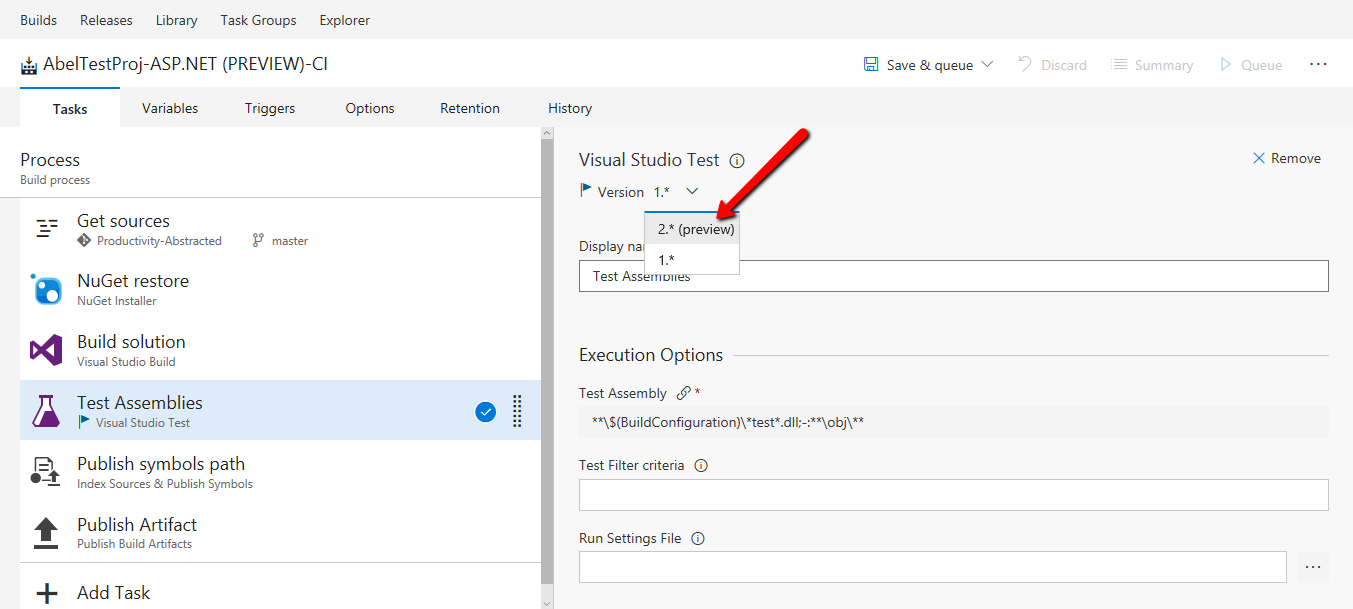 Builds Releases Library Task Groups Explorer
AbelTestProj-ASP.NET (PREVIEW)-CI
Save & queue Discard Summary Queue ...
Tasks Variables Triggers Options Retention History
Process
Build process
Get sources
Productivity-Abstracted master
NuGet restore
NuGet Installer
Build solution
Visual Studio Build
Test Assemblies
Visual Studio Test
Publish symbols path
Index Sources & Publish Symbols
Publish Artifact
Publish Build Artifacts
Add Task
Visual Studio Test
Remove
Version 1.*
2.* (preview)
1.*
Display na
Test Assemblies
Execution Options
Test Assembly *
**\$(BuildConfiguration)\*test*.dll;-:**\obj\**
Test Filter criteria
Run Settings File
...